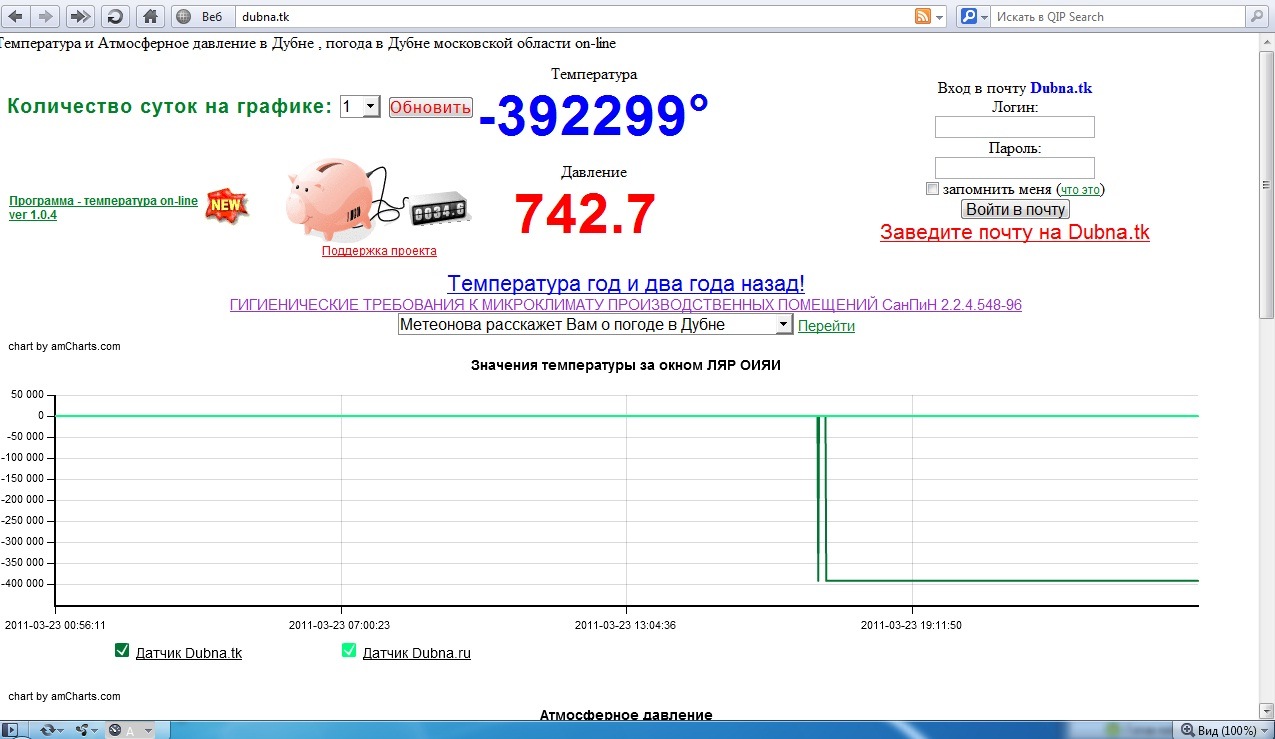 Веб
dubna.tk
Искать в QIP Search
Температура и Атмосферное давление в Дубне , погода в Дубне московской области on-line
Количество суток на графике: 1 Обновить
Температура
-392299°
Программа - температура on-line
ver 1.0.4
NEW
Поддержка проекта
Давление
742.7
Вход в почту Dubna.tk
Логин:
Пароль:
запомнить меня (что это)
Войти в почту
Заведите почту на Dubna.tk
Температура год и два года назад!
ГИГИЕНИЧЕСКИЕ ТРЕБОВАНИЯ К МИКРОКЛИМАТУ ПРОИЗВОДСТВЕННЫХ ПОМЕЩЕНИЙ СанПиН 2.2.4.548-96
Метеонова расскажет Вам о погоде в Дубне Перейти
chart by amCharts.com
Значения температуры за окном ЛЯР ОИЯИ
50 000
0
-50 000
-100 000
-150 000
-200 000
-250 000
-300 000
-350 000
-400 000
2011-03-23 00:56:11 2011-03-23 07:00:23 2011-03-23 13:04:36 2011-03-23 19:11:50
Датчик Dubna.tk Датчик Dubna.ru
chart by amCharts.com
Атмосферное давление
A
Вид (100%)